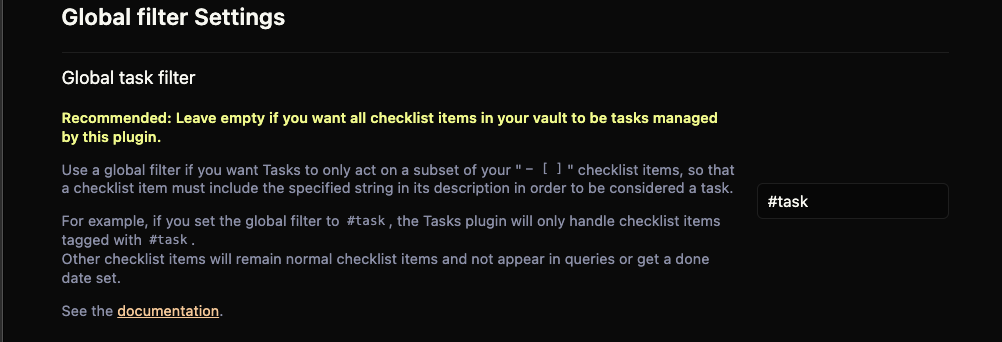 Global filter Settings
Global task filter
Recommended: Leave empty if you want all checklist items in your vault to be tasks managed
by this plugin.
Use a global filter if you want Tasks to only act on a subset of your "- [ ]" checklist items, so that
a checklist item must include the specified string in its description in order to be considered a task.
#task
For example, if you set the global filter to #task, the Tasks plugin will only handle checklist items
tagged with #task.
Other checklist items will remain normal checklist items and not appear in queries or get a done
date set.
See the documentation.